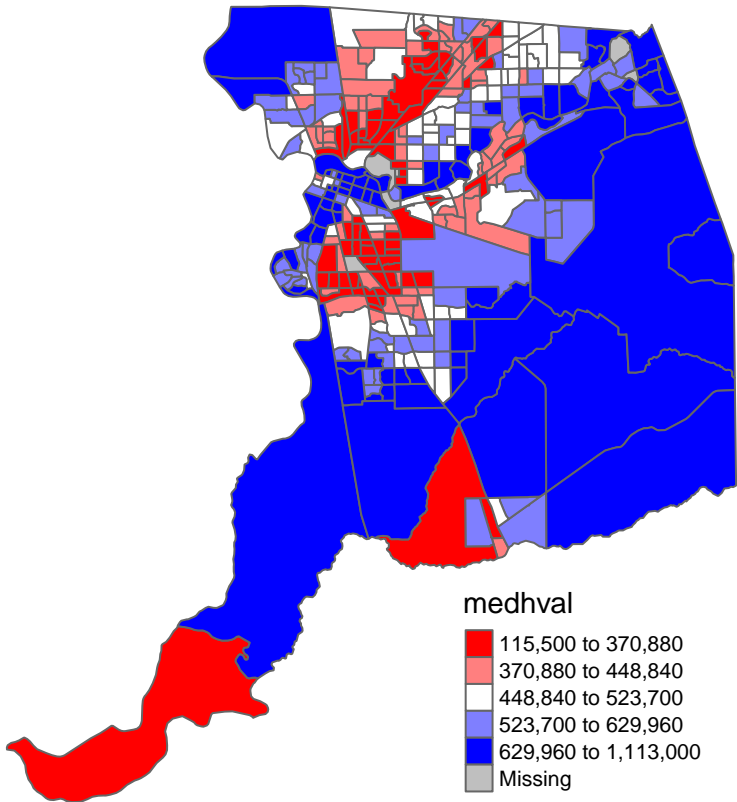 medhval
115,500 to 370,880
370,880 to 448,840
448,840 to 523,700
523,700 to 629,960
629,960 to 1,113,000
Missing